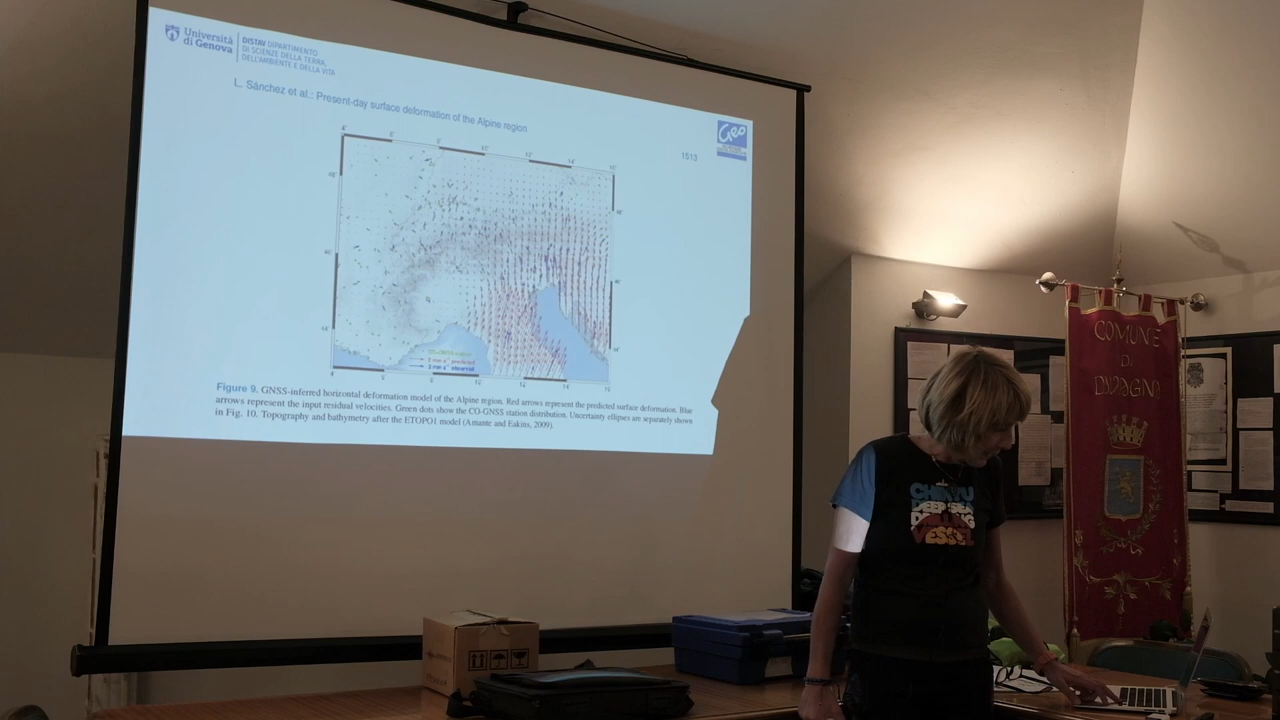 Università
di Genova
DISTAV DIPARTIMENTO
DI SCIENZE DELLA TERRA,
DELL'AMBIENTE E DELLA VITA
L. Sánchez et al.: Present-day surface deformation of the Alpine region
1513
Geo
Figure 9. GNSS-inferred horizontal deformation model of the Alpine region. Red arrows represent the predicted surface deformation. Blue
arrows represent the input residual velocities. Green dots show the CO-GNSS station distribution. Uncertainty ellipses are separately shown
in Fig. 10. Topography and bathymetry after the ETOPO1 model (Amante and Eakins, 2009).
CHIKYU
DEEP SEA
DRILLING
VESSEL
COMUNE
DI